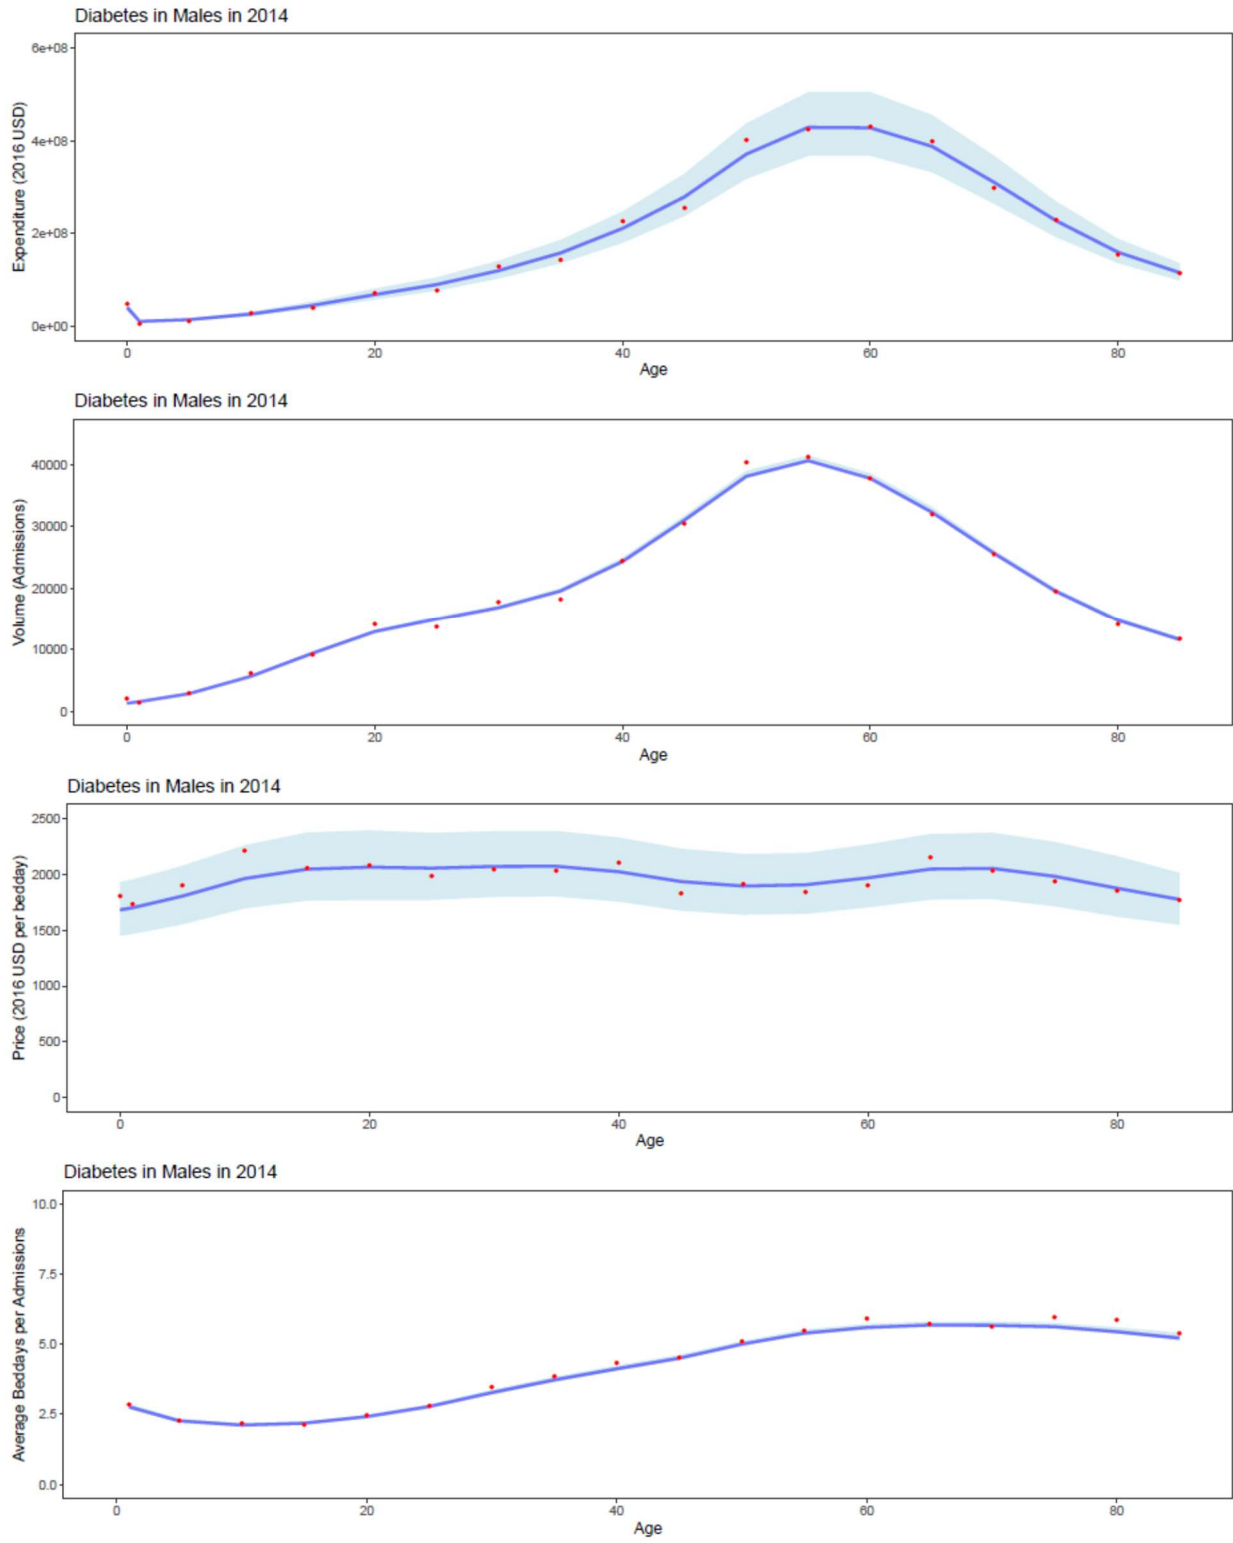 Diabetes in Males in 2014
Expenditure (2016 USD)
6e+08
4e+08
2e+08
0e+00
0 20 40 60 80
Age
Diabetes in Males in 2014
Volume (Admissions)
40000
30000
20000
10000
0
0 20 40 60 80
Age
Diabetes in Males in 2014
Price (2016 USD per bedday)
2500
2000
1500
1000
500
0
0 20 40 60 80
Age
Diabetes in Males in 2014
Average Beddays per Admissions
10.0
7.5
5.0
2.5
0.0
0 20 40 60 80
Age